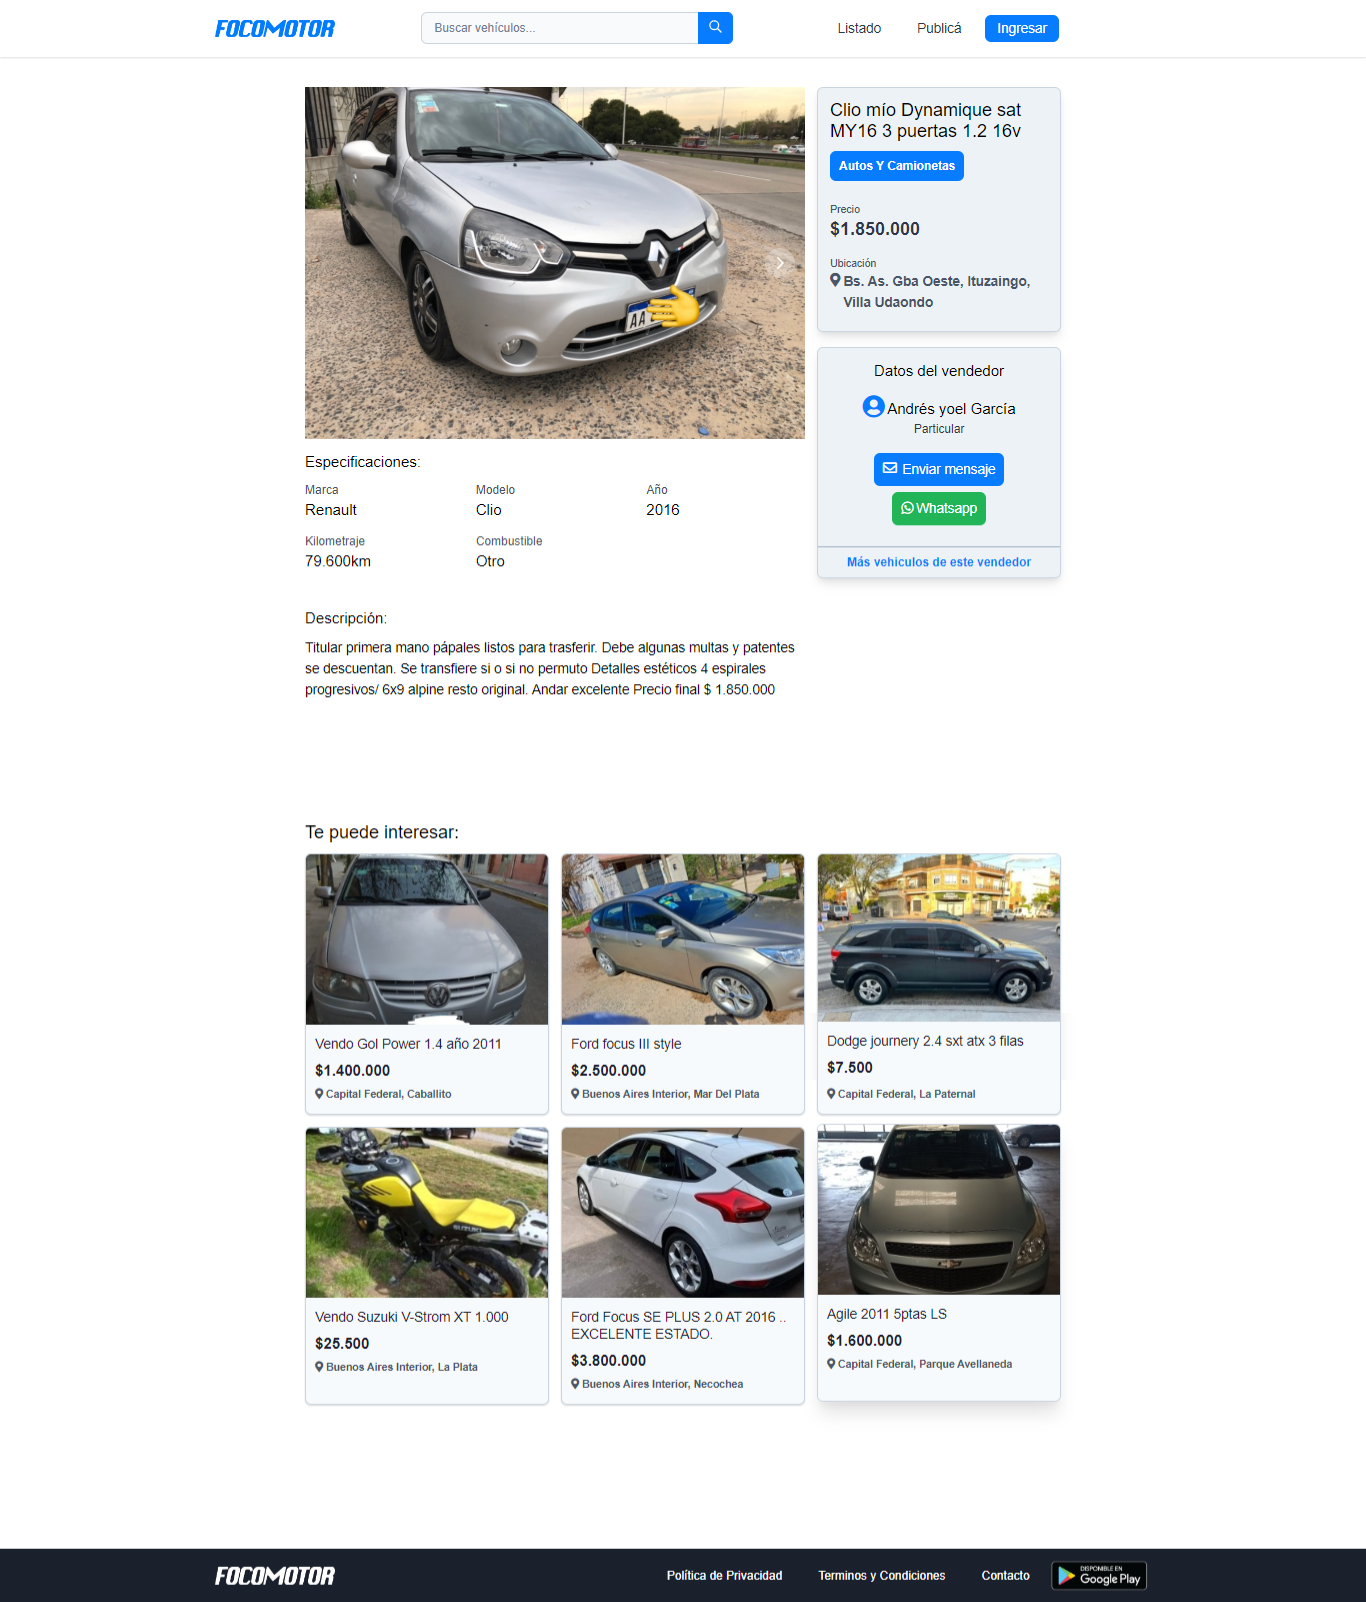 FOCOMOTOR
Buscar vehículos...
Listado
Publicá
Ingresar
AA
Clio mío Dynamique sat
MY16 3 puertas 1.2 16v
Autos Y Camionetas
Precio
$1.850.000
Ubicación
Bs. As. Gba Oeste, Ituzaingo,
Villa Udaondo
Datos del vendedor
Andrés yoel García
Particular
Enviar mensaje
Whatsapp
Más vehiculos de este vendedor
Especificaciones:
Marca
Modelo
Año
Renault
Clio
2016
Kilometraje
Combustible
79.600km
Otro
Descripción:
Titular primera mano pápales listos para trasferir. Debe algunas multas y patentes
se descuentan. Se transfiere si o si no permuto Detalles estéticos 4 espirales
progresivos/ 6x9 alpine resto original. Andar excelente Precio final $ 1.850.000
Te puede interesar:
Vendo Gol Power 1.4 año 2011
$1.400.000
Capital Federal, Caballito
Ford focus III style
$2.500.000
Buenos Aires Interior, Mar Del Plata
Dodge journery 2.4 sxt atx 3 filas
$7.500
Capital Federal, La Paternal
SUZUKI
Vendo Suzuki V-Strom XT 1.000
$25.500
Buenos Aires Interior, La Plata
Ford Focus SE PLUS 2.0 AT 2016 ..
EXCELENTE ESTADO.
$3.800.000
Buenos Aires Interior, Necochea
Agile 2011 5ptas LS
$1.600.000
Capital Federal, Parque Avellaneda
FOCOMOTOR
Política de Privacidad
Terminos y Condiciones
Contacto
DISPONIBLE EN
Google Play